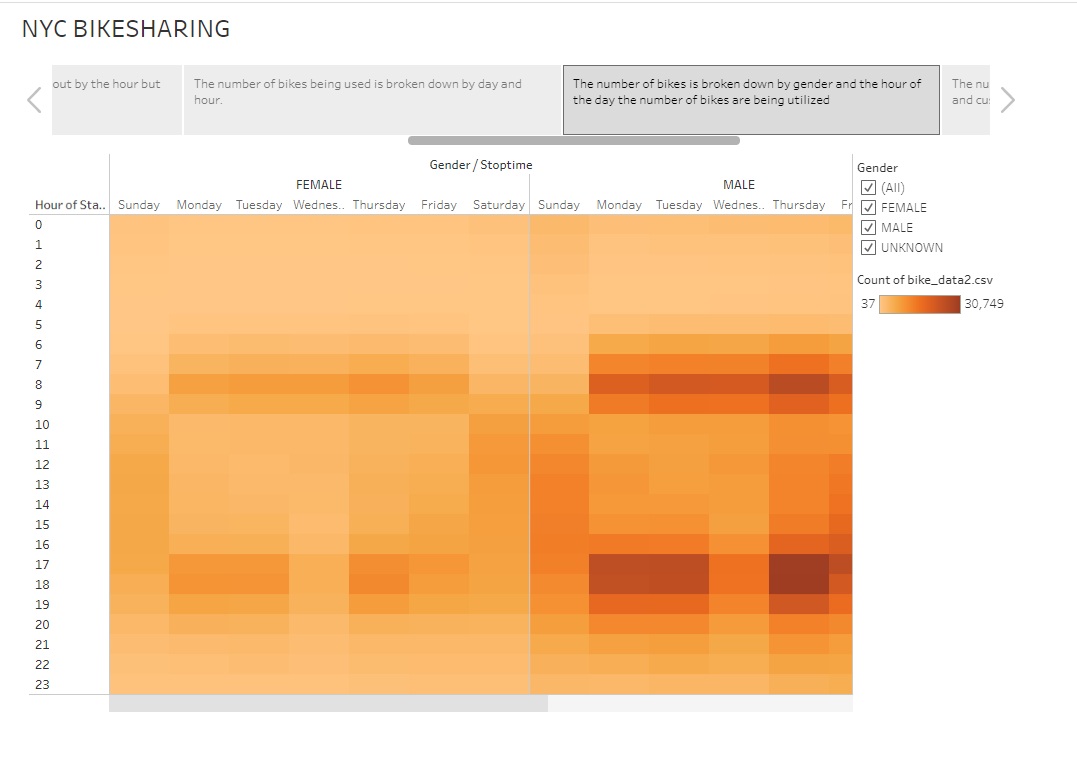 NYC BIKESHARING
out by the hour but
The number of bikes being used is broken down by day and
hour.
The number of bikes is broken down by gender and the hour of
the day the number of bikes are being utilized
The nu
and cu
Gender / Stoptime
FEMALE MALE
Hour of Sta.. Sunday Monday Tuesday Wednes.. Thursday Friday Saturday Sunday Monday Tuesday Wednes.. Thursday Fr
0
1
2
3
4
5
6
7
8
9
10
11
12
13
14
15
16
17
18
19
20
21
22
23
Gender
(All)
FEMALE
MALE
UNKNOWN
Count of bike_data2.csv
37 30,749